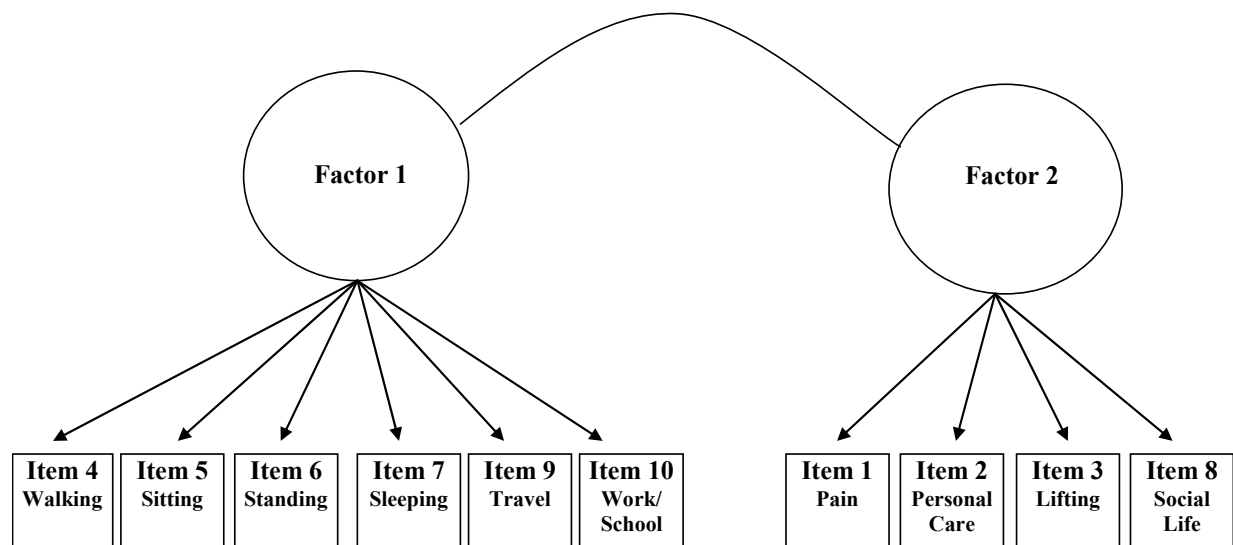 Factor 1
Factor 2
Item 4
Walking
Item 5
Sitting
Item 6
Standing
Item 7
Sleeping
Item 9
Travel
Item 10
Work/
School
Item 1
Pain
Item 2
Personal
Care
Item 3
Lifting
Item 8
Social
Life